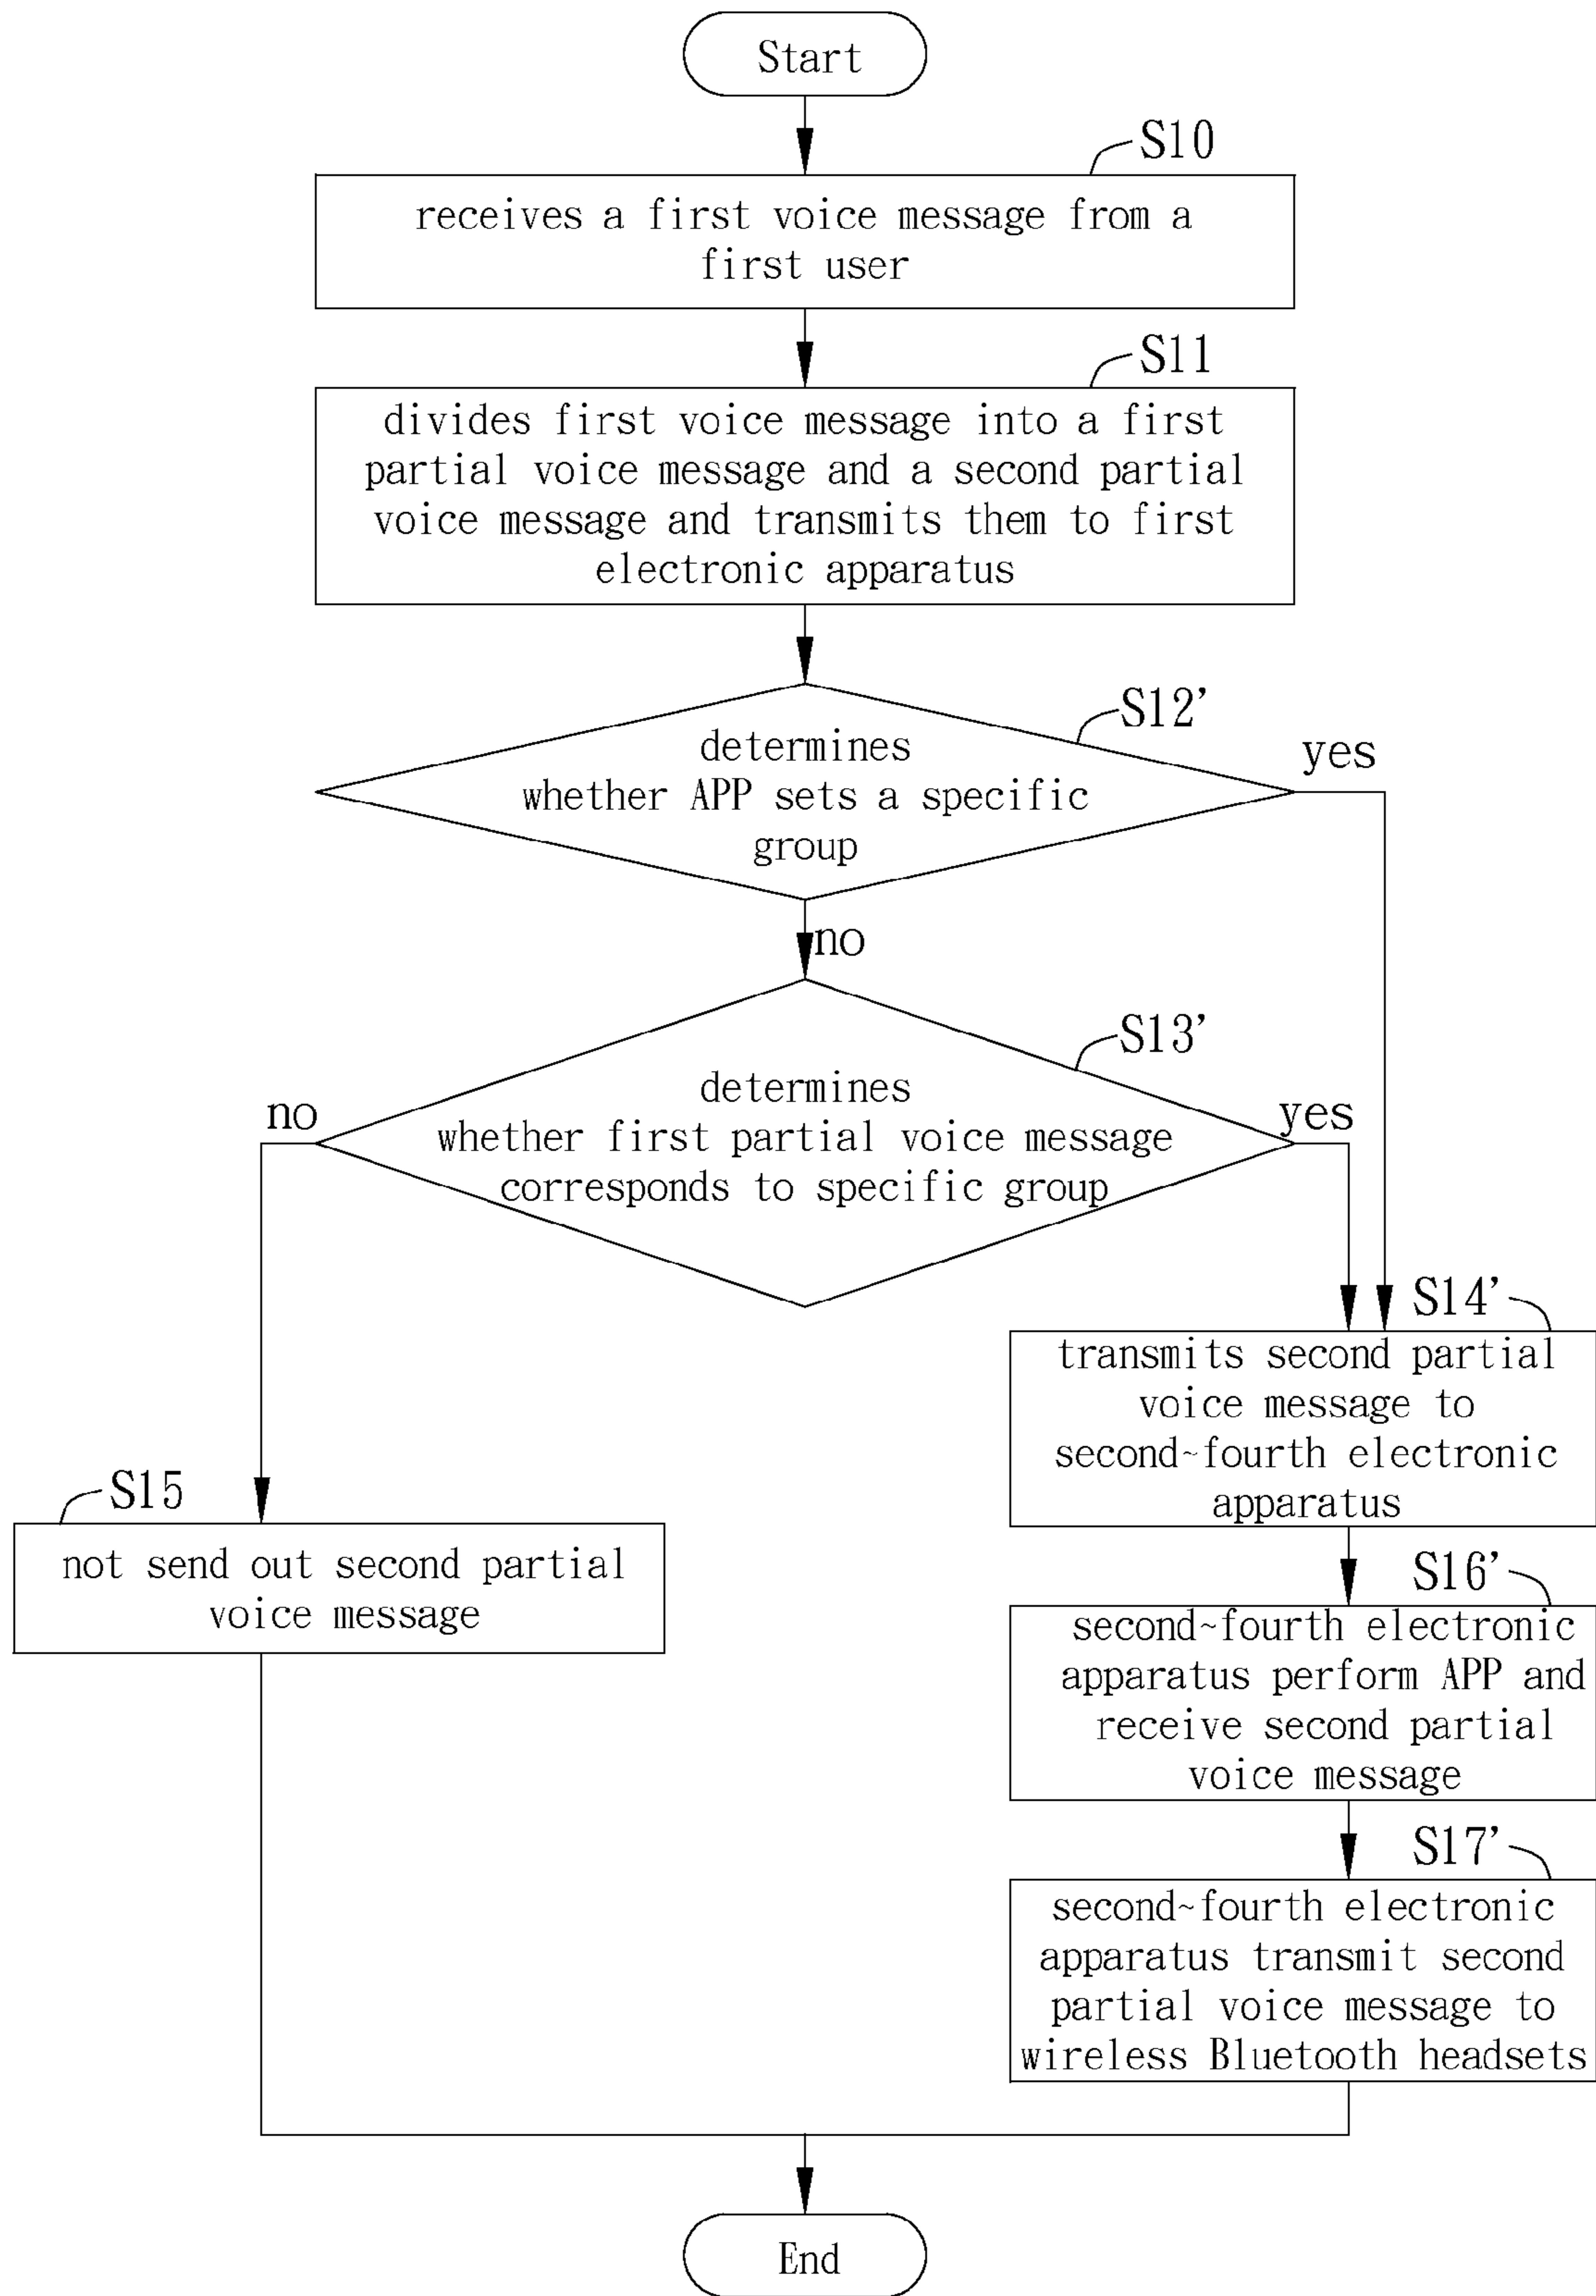 Start
S10
receives a first voice message from a
first user
S11
divides first voice message into a first
partial voice message and a second partial
voice message and transmits them to first
electronic apparatus
S12’
determines
whether APP sets a specific
group
yes
no
S13’
determines
whether first partial voice message
corresponds to specific group
no
yes
S14’
transmits second partial
voice message to
second~fourth electronic
apparatus
S15
not send out second partial
voice message
S16’
second~fourth electronic
apparatus perform APP and
receive second partial
voice message
S17’
second~fourth electronic
apparatus transmit second
partial voice message to
wireless Bluetooth headsets
End